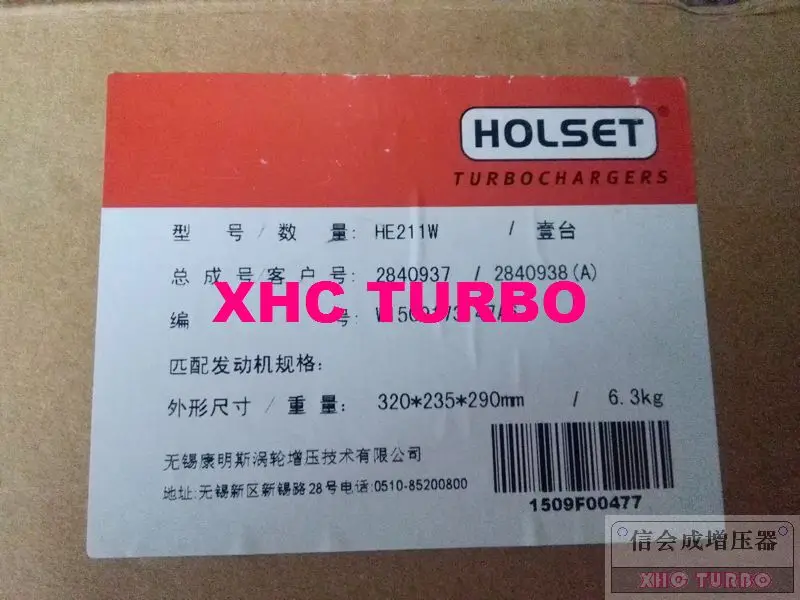 HOLSET®
TURBOCHARGERS
型 号 / 数 量: HE211W / 壹台
总成号/客户号: 2840937 / 2840938(A)
编 号:
XHC TURBO
匹配发动机规格:
外形尺寸/重量: 320*235*290mm / 6.3kg
无锡康明斯涡轮增压技术有限公司
地址:无锡新区新锡路28号电话:0510-85200800
1509F00477
信会成增压器
XHC TURBO